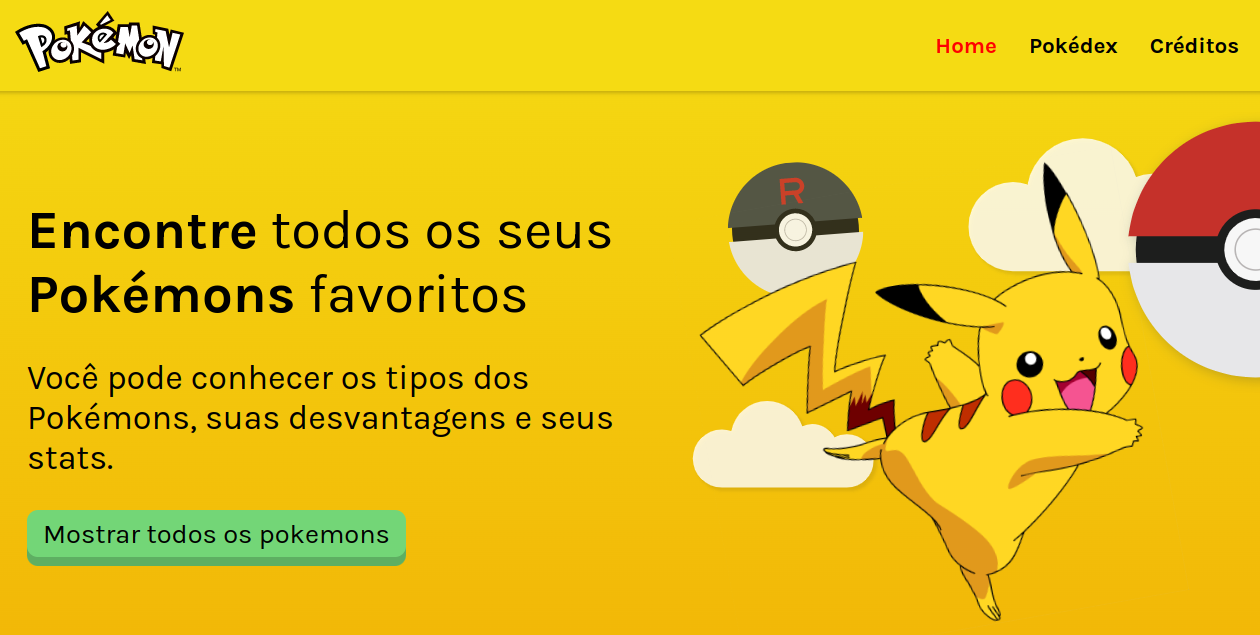 Pokémon
TM
Home Pokédex Créditos
R
Encontre todos os seus
Pokémons favoritos
Você pode conhecer os tipos dos
Pokémons, suas desvantagens e seus
stats.
Mostrar todos os pokemons